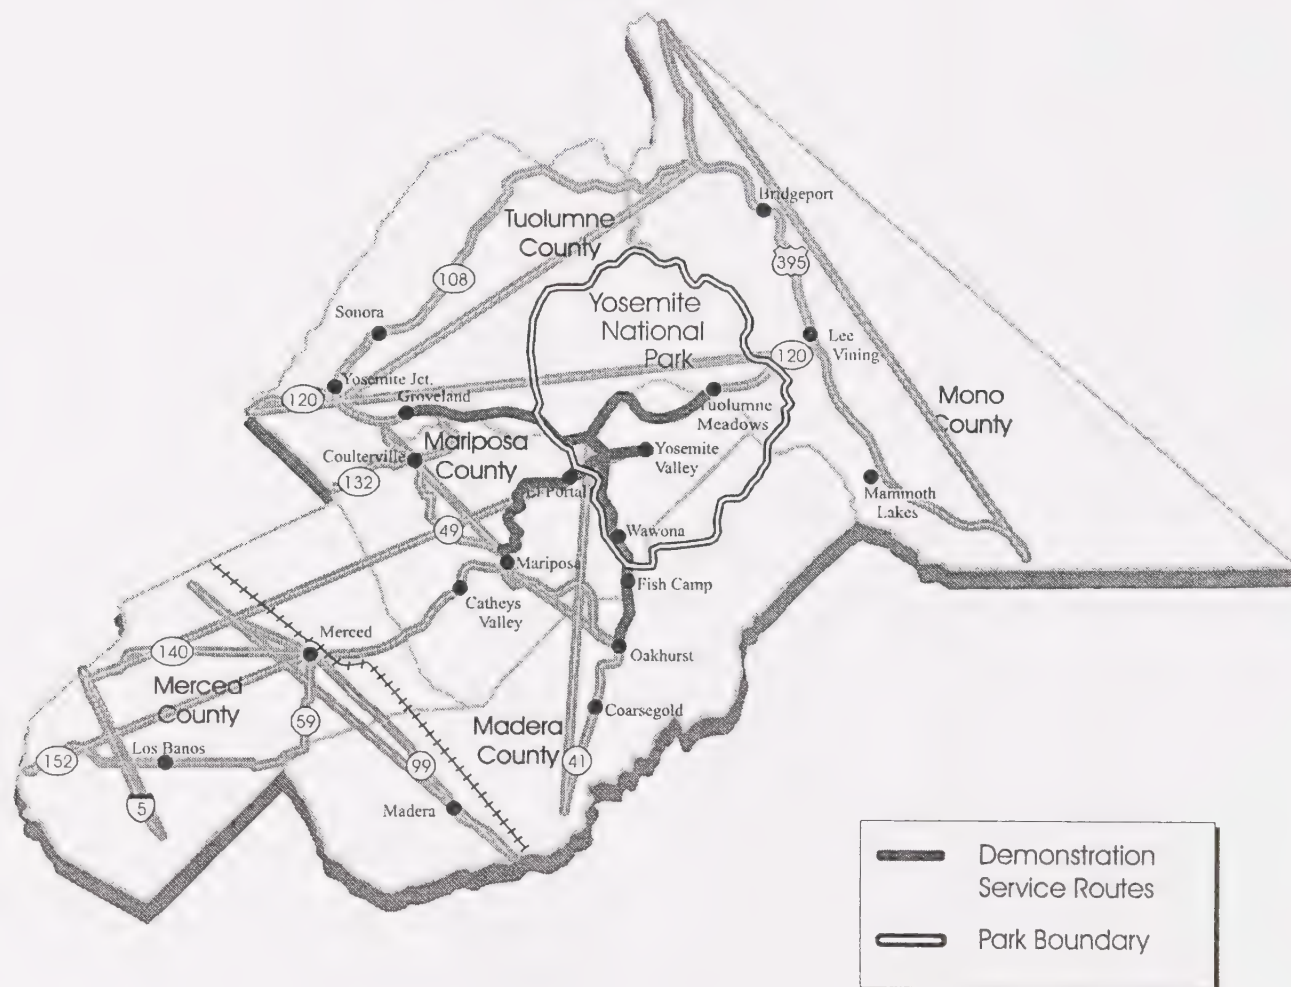 Bridgeport
Tuolumne
County
395
108
Yosemite
National
Park
Sonora
Lee
Vining
120
Yosemite Jct.
120
Groveland
Mono
County
Tuolumne
Meadows
Mariposa
County
Coulterville
Yosemite
Valley
132
El Portal
Mammoth
Lakes
49
Wawona
Mariposa
Fish Camp
Catheys
Valley
Merced
140
Oakhurst
Merced
County
59
Coarsegold
Madera
County
Los Banos
152
99
41
5
Madera
Demonstration
Service Routes
Park Boundary